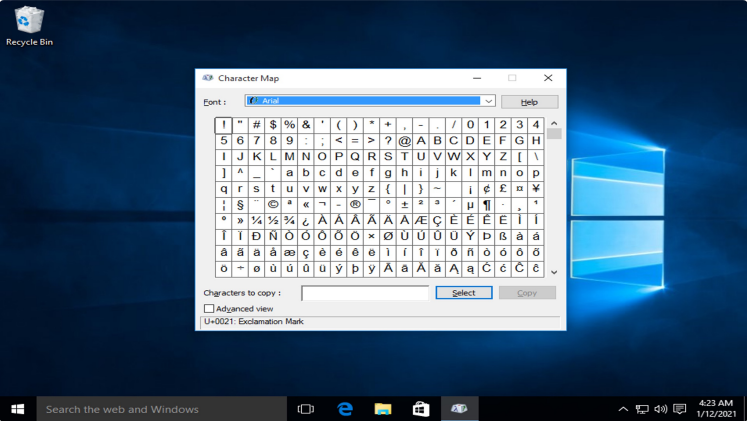 Recycle Bin
Character Map
Font :
Arial
Help
! " # $ % & ' ( ) * + , - . / 0 1 2 3 4
5 6 7 8 9 : ; < = > ? @ A B C D E F G H
I J K L M N O P Q R S T U V W X Y Z [ \
] ^ _ ` a b c d e f g h i j k l m n o p
q r s t u v w x y z { | } ~ ¡ ¢ £ ¤ ¥
¦ § ¨ © ª « ¬ - ® ¯ ° ± ² ³ ´ µ ¶ · ¸ ¹
º » ¼ ½ ¾ ¿ À Á Â Ã Ä Å Æ Ç È É Ê Ë Ì Í
Î Ï Ð Ñ Ò Ó Ô Õ Ö × Ø Ù Ú Û Ü Ý Þ ß à á
â ã ä å æ ç è é ê ë ì í î ï ð ñ ò ó ô õ
ö ÷ ø ù ú û ü ý þ ÿ Ā ā Ă ă Ą ą Ć ć Ĉ ĉ
Characters to copy :
Select
Copy
Advanced view
U+0021: Exclamation Mark
Search the web and Windows
4:23 AM
1/12/2021